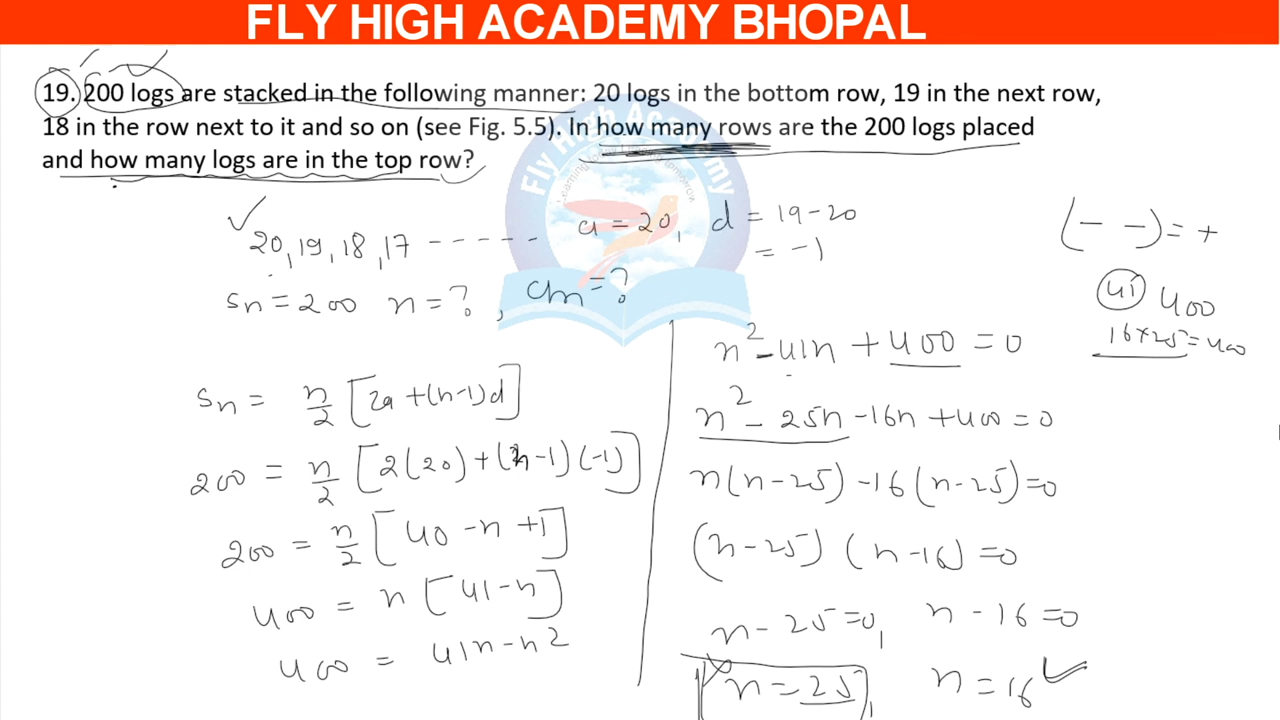 FLY HIGH ACADEMY BHOPAL
19. 200 logs are stacked in the following manner: 20 logs in the bottom row, 19 in the next row,
18 in the row next to it and so on (see Fig. 5.5). In how many rows are the 200 logs placed
and how many logs are in the top row?
Fly High Academy
20, 19, 18, 17 ------ a = 20, d = 19-20
= -1
Sn = 200 n = ?, an = ?
Sn = n/2 [2a + (n-1)d]
200 = n/2 [2(20) + (n-1)(-1)]
200 = n/2 [40 - n + 1]
400 = n [41 - n]
400 = 41n - n²
n² - 41n + 400 = 0
n² - 25n - 16n + 400 = 0
n(n-25) - 16(n-25) = 0
(n-25) (n-16) = 0
n - 25 = 0, n - 16 = 0
n = 25, n = 16
(- -) = +
41 400
16×25 = 400